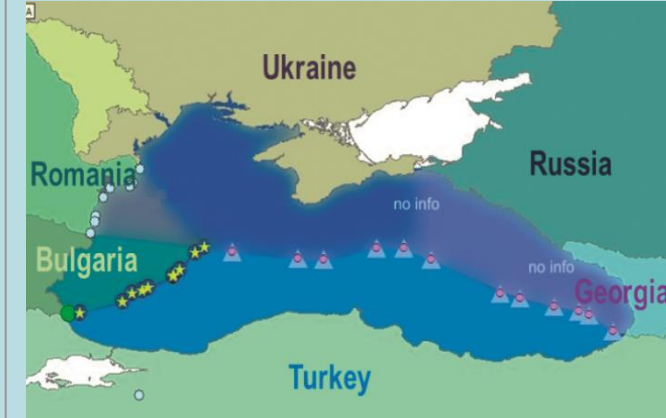 A
Ukraine
Romania
Russia
no info
Bulgaria
no info
Georgia
Turkey